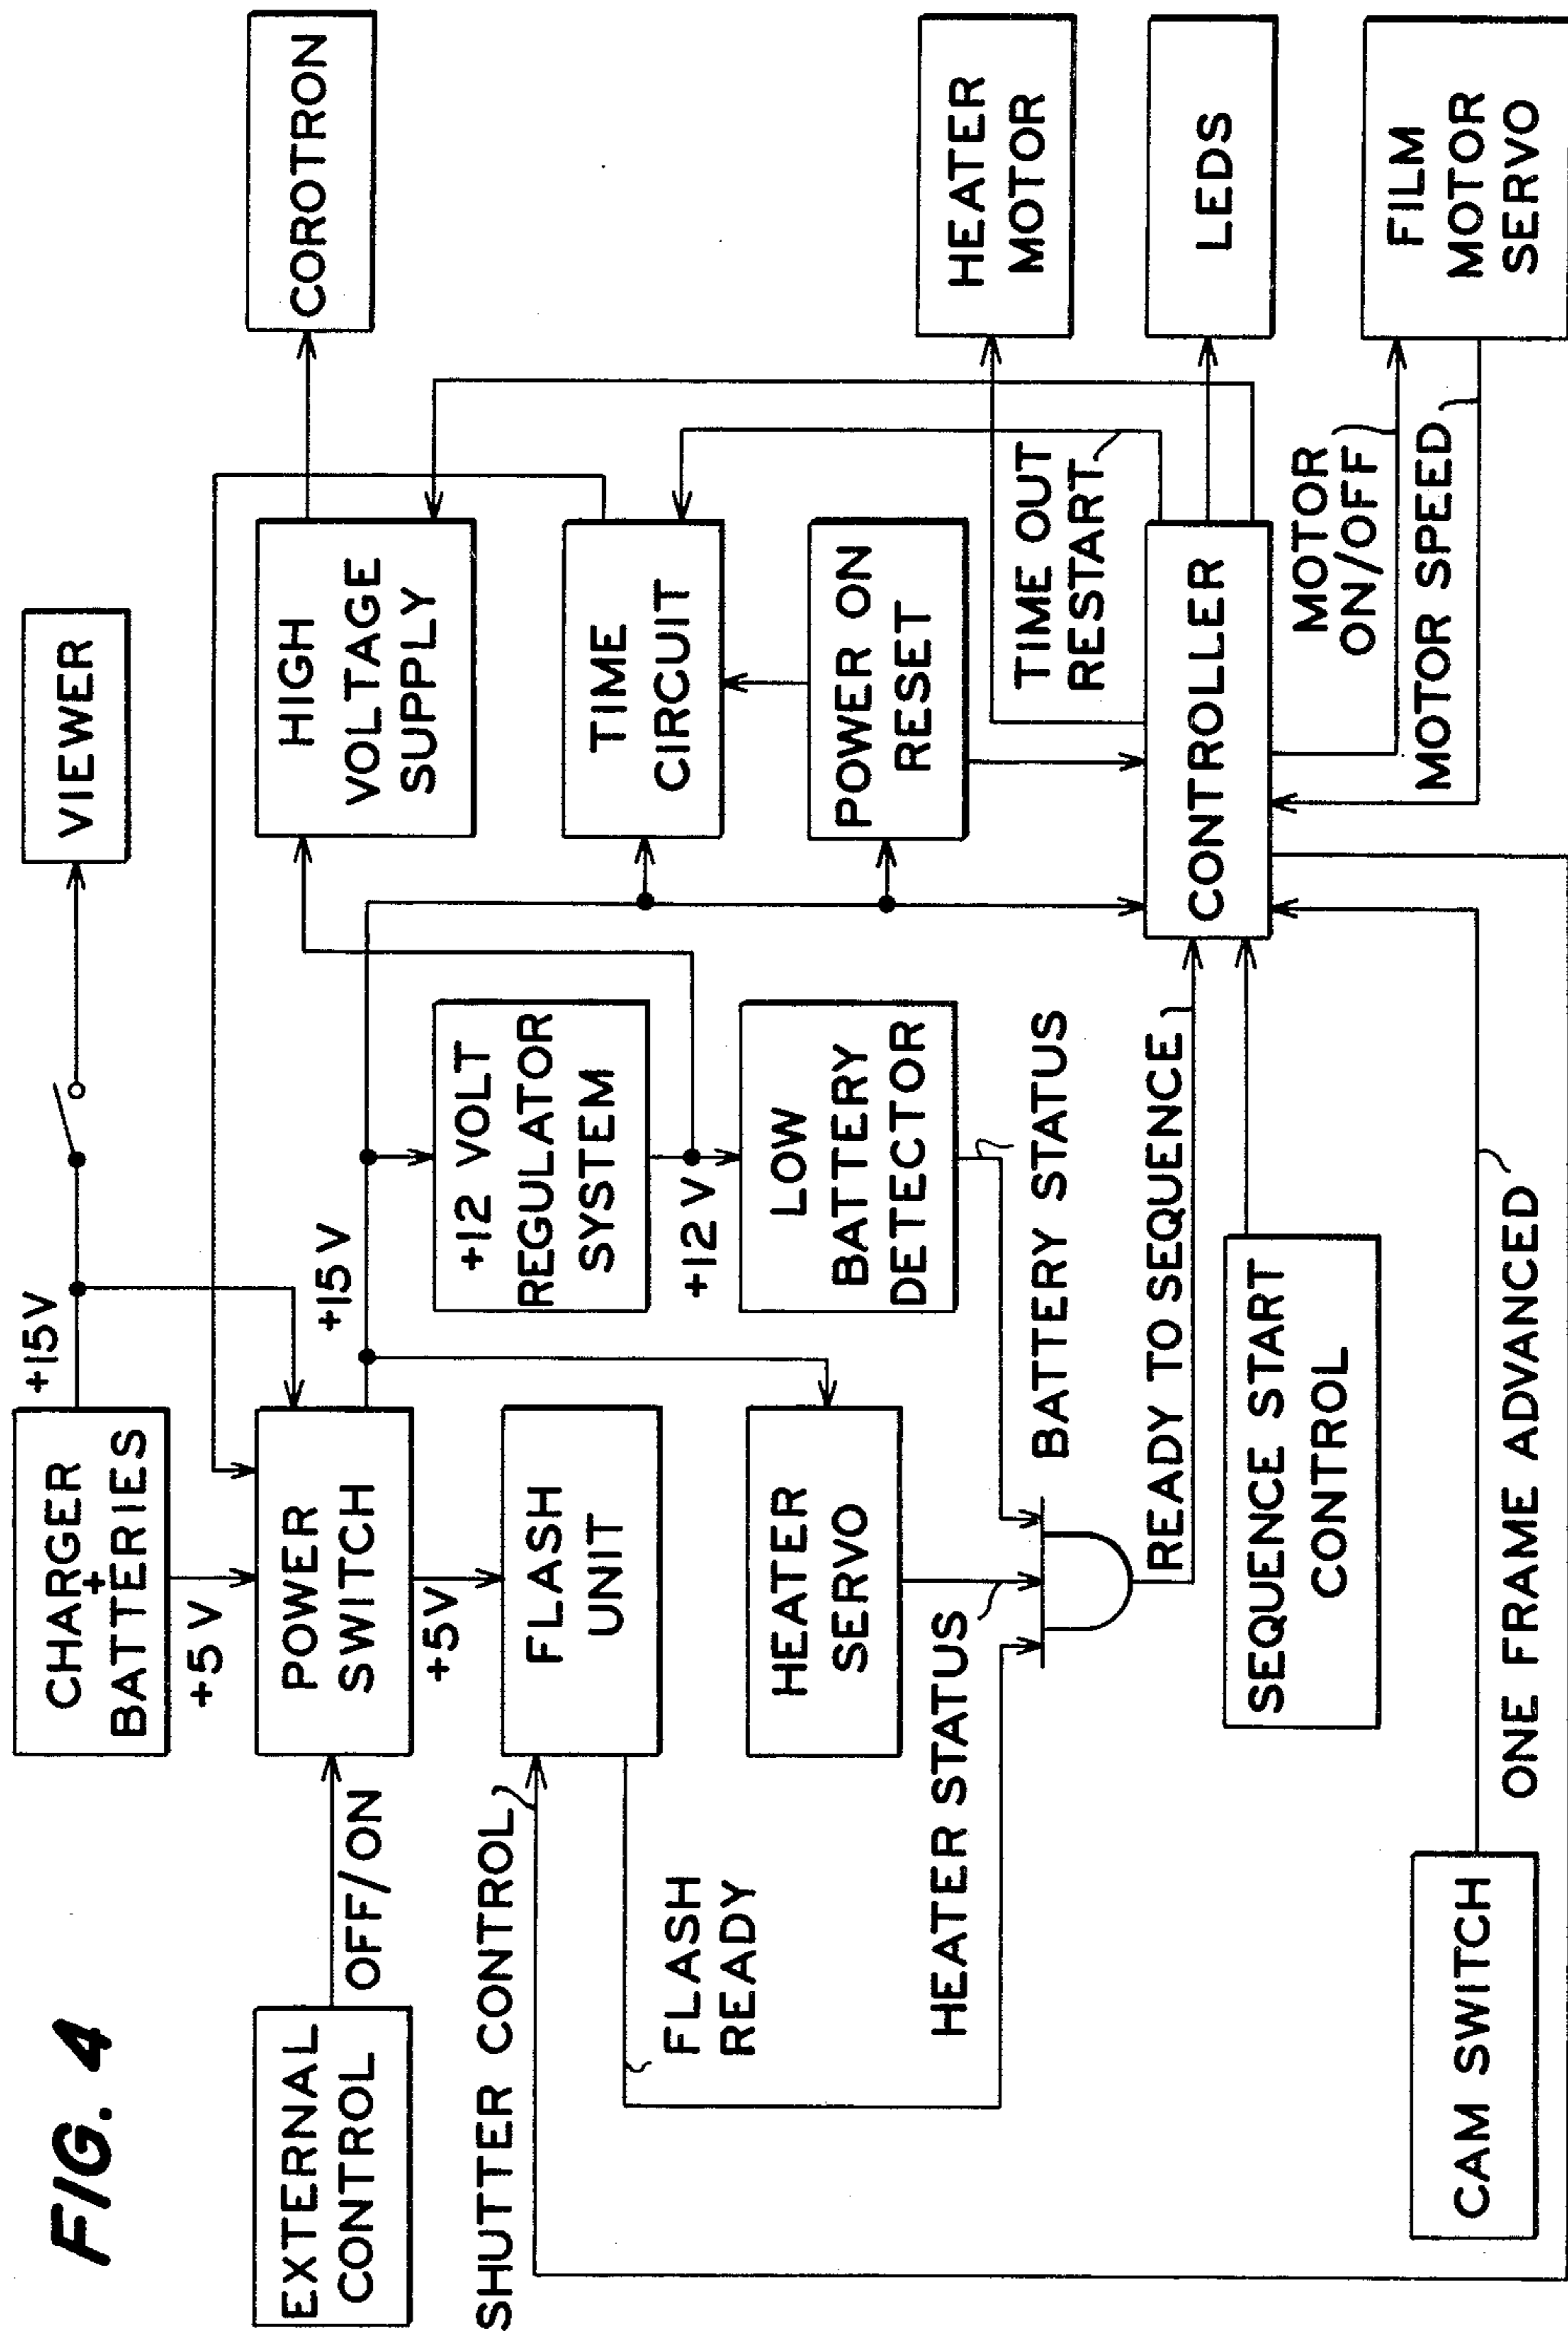 FIG. 4
EXTERNAL
CONTROL
OFF/ON
CHARGER
+
BATTERIES
+15V
+5V
POWER
SWITCH
+5V
+15V
VIEWER
COROTRON
HIGH
VOLTAGE
SUPPLY
SHUTTER CONTROL
FLASH
UNIT
FLASH
READY
+12 VOLT
REGULATOR
SYSTEM
+12V
TIME
CIRCUIT
HEATER
SERVO
HEATER STATUS
LOW
BATTERY
DETECTOR
BATTERY STATUS
POWER ON
RESET
TIME OUT
RESTART
HEATER
MOTOR
READY TO SEQUENCE
CONTROLLER
LEDS
SEQUENCE START
CONTROL
MOTOR
ON/OFF
MOTOR SPEED
FILM
MOTOR
SERVO
CAM SWITCH
ONE FRAME ADVANCED